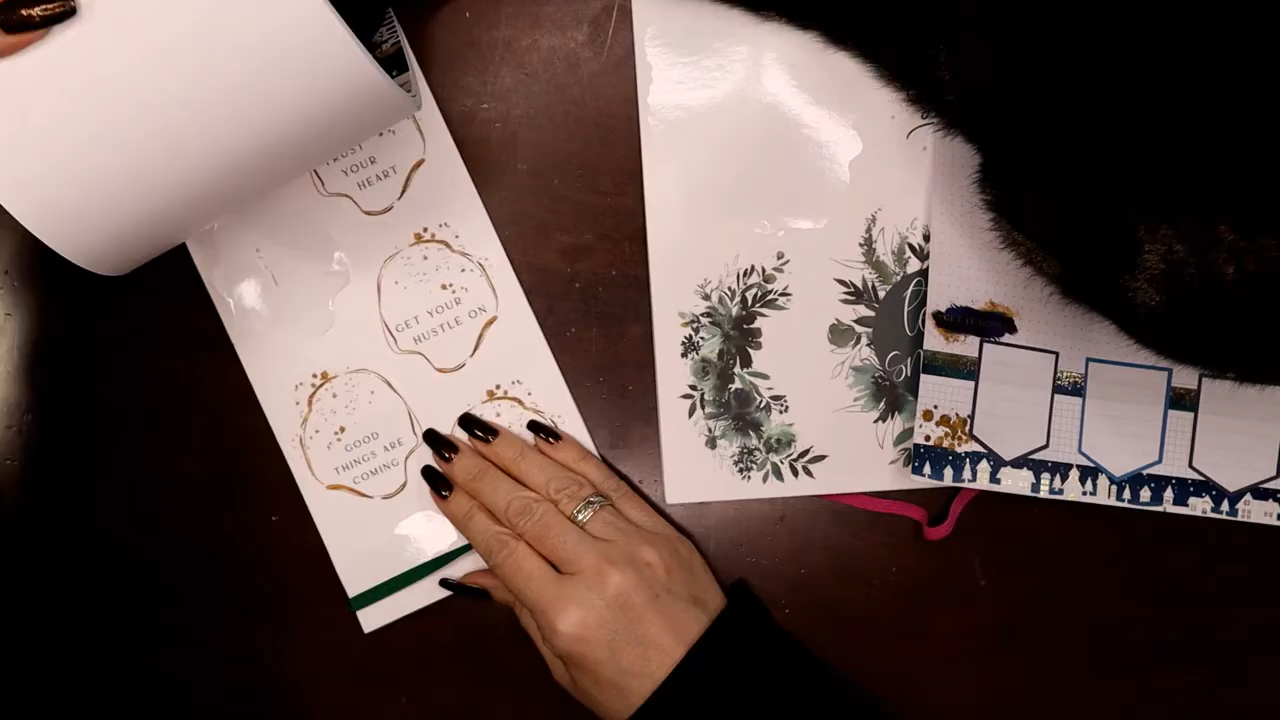 TRUST
YOUR
HEART
GET YOUR
HUSTLE ON
GOOD
THINGS ARE
COMING